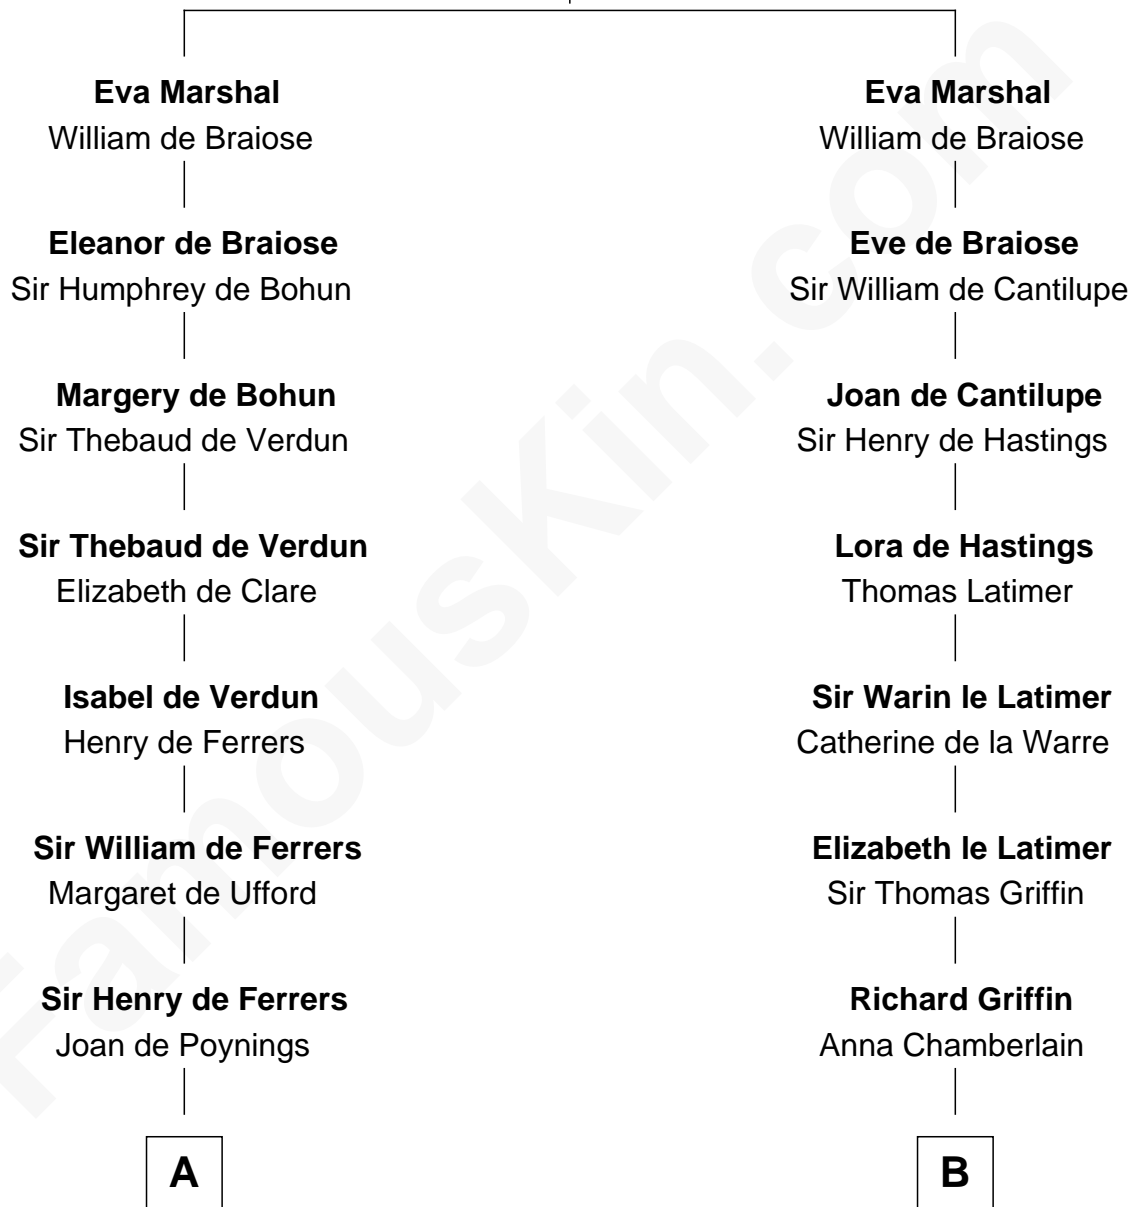 Eva Marshal
William de Braiose
Eleanor de Braiose
Sir Humphrey de Bohun
Margery de Bohun
Sir Thebaud de Verdun
Sir Thebaud de Verdun
Elizabeth de Clare
Isabel de Verdun
Henry de Ferrers
Sir William de Ferrers
Margaret de Ufford
Sir Henry de Ferrers
Joan de Poynings
A
Eva Marshal
William de Braiose
Eve de Braiose
Sir William de Cantilupe
Joan de Cantilupe
Sir Henry de Hastings
Lora de Hastings
Thomas Latimer
Sir Warin le Latimer
Catherine de la Warre
Elizabeth le Latimer
Sir Thomas Griffin
Richard Griffin
Anna Chamberlain
B
FamousKin.com